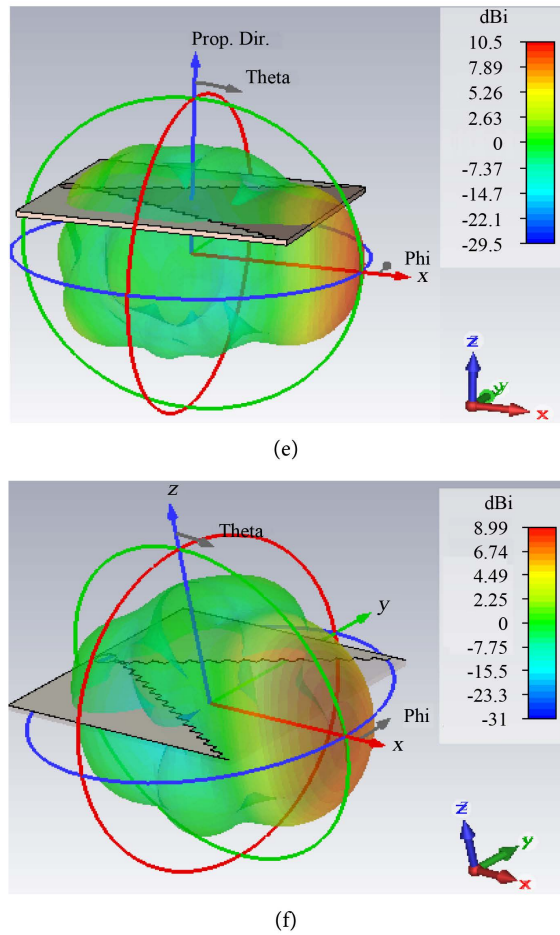 dBi
Prop. Dir.
10.5
Theta
7.89
5.26
2.63
0
-7.37
-14.7
-22.1
-29.5
Phi
x
z
y
x
(e)
dBi
z
8.99
Theta
6.74
4.49
2.25
0
y
-7.75
-15.5
-23.3
-31
Phi
x
z
y
x
(f)